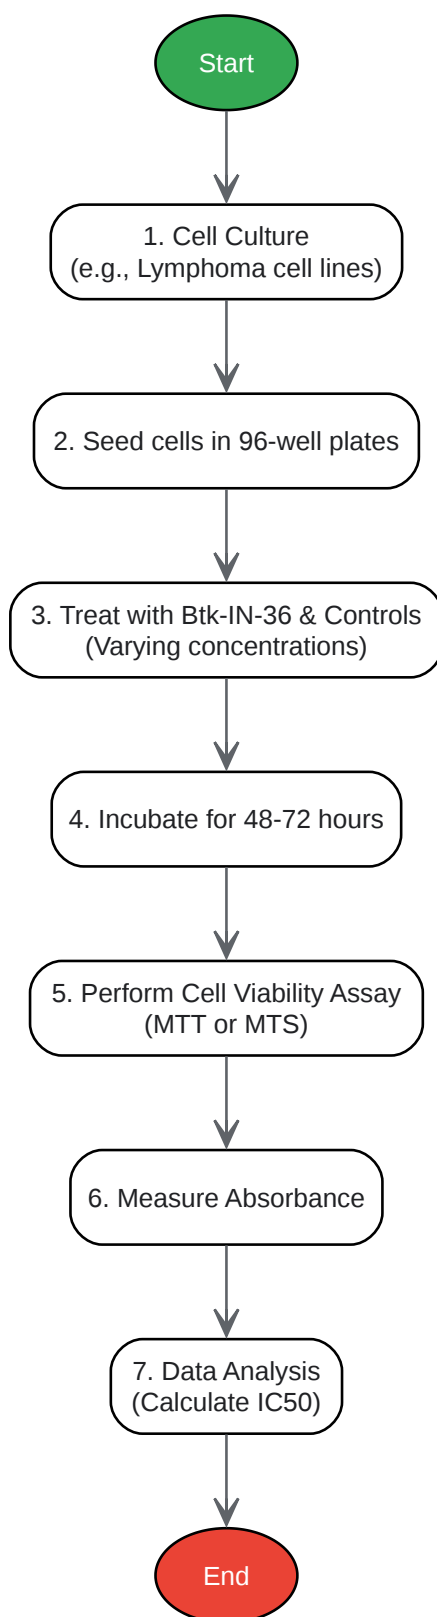 Start
1. Cell Culture
(e.g., Lymphoma cell lines)
2. Seed cells in 96-well plates
3. Treat with Btk-IN-36 & Controls
(Varying concentrations)
4. Incubate for 48-72 hours
5. Perform Cell Viability Assay
(MTT or MTS)
6. Measure Absorbance
7. Data Analysis
(Calculate IC50)
End